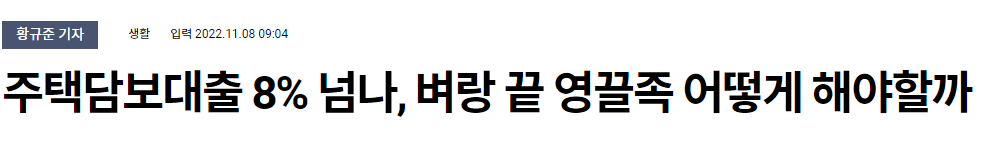 황규준 기자 생활 입력 2022.11.08 09:04
주택담보대출 8% 넘나, 벼랑 끝 영끌족 어떻게 해야할까